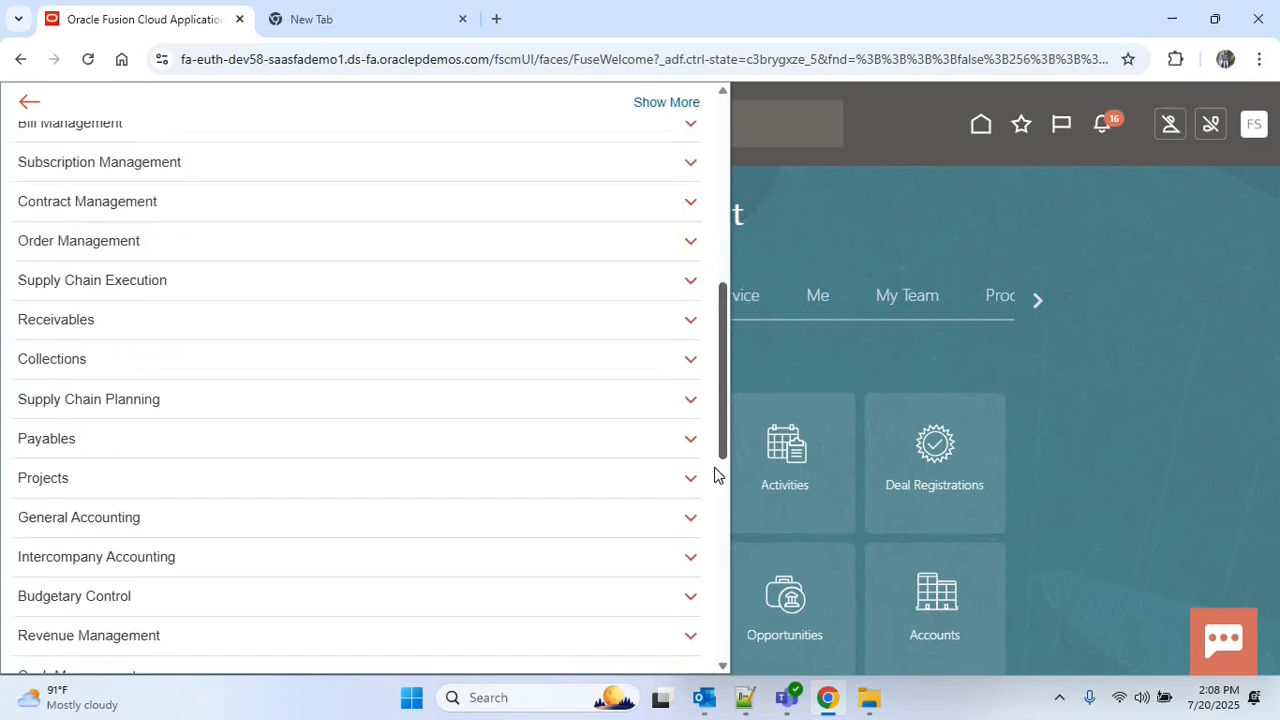 Oracle Fusion Cloud Application
New Tab
fa-euth-dev58-saasfademo1.ds-fa.oraclepdemos.com/fscmUI/faces/FuseWelcome?_adf.ctrl-state=c3brygxze_5&fnd=%3B%3B%3B%3Bfalse%3B256%3B%3B%3...
Show More
16
FS
Bill Management
Subscription Management
Contract Management
Order Management
Supply Chain Execution
Receivables
Collections
Supply Chain Planning
Payables
Projects
General Accounting
Intercompany Accounting
Budgetary Control
Revenue Management
t
vice
Me
My Team
Proc
Activities
Deal Registrations
Opportunities
Accounts
91°F
Mostly cloudy
Search
2:08 PM
7/20/2025